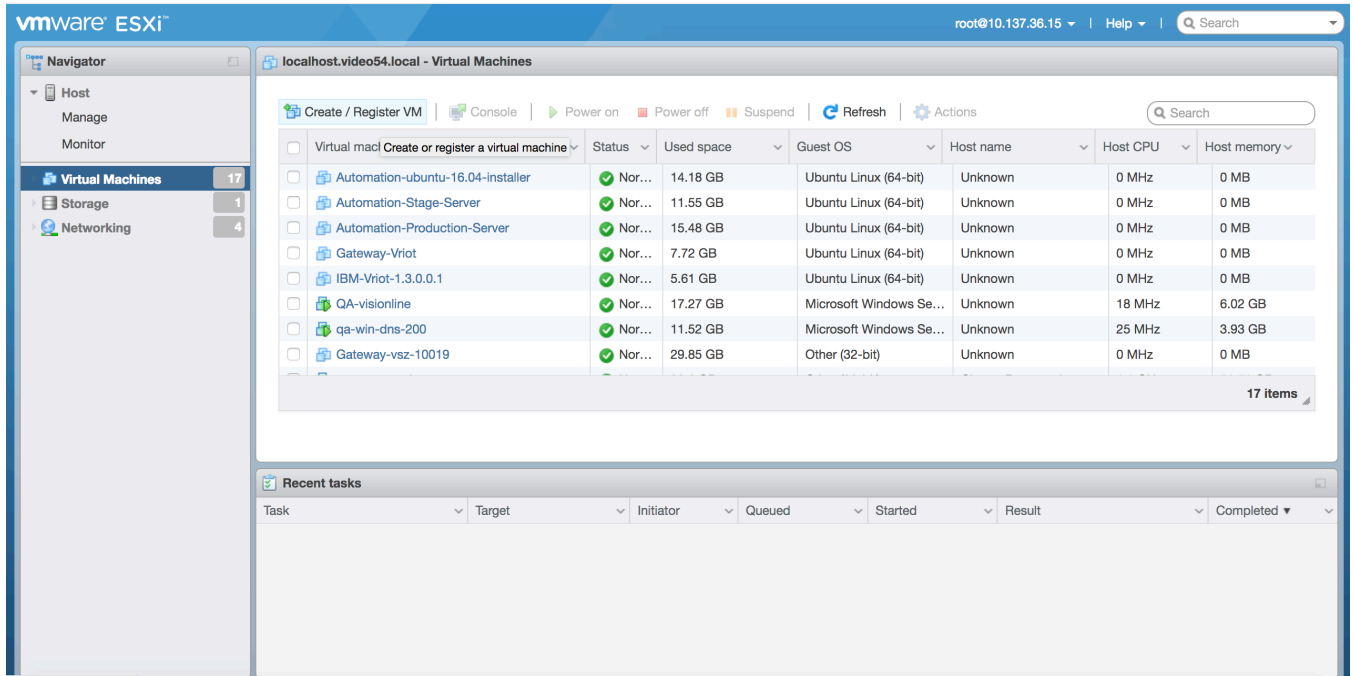 vmware ESXi™
root@10.137.36.15 | Help | Search
Navigator
Host
Manage
Monitor
Virtual Machines 17
Storage 1
Networking 4
localhost.video54.local - Virtual Machines
Create / Register VM | Console | Power on Power off Suspend | Refresh | Actions Search
Virtual Status Used space Guest OS Host name Host CPU Host memory
Create or register a virtual machine
Automation-ubuntu-16.04-installer Nor... 14.18 GB Ubuntu Linux (64-bit) Unknown 0 MHz 0 MB
Automation-Stage-Server Nor... 11.55 GB Ubuntu Linux (64-bit) Unknown 0 MHz 0 MB
Automation-Production-Server Nor... 15.48 GB Ubuntu Linux (64-bit) Unknown 0 MHz 0 MB
Gateway-Vriot Nor... 7.72 GB Ubuntu Linux (64-bit) Unknown 0 MHz 0 MB
IBM-Vriot-1.3.0.0.1 Nor... 5.61 GB Ubuntu Linux (64-bit) Unknown 0 MHz 0 MB
QA-visionline Nor... 17.27 GB Microsoft Windows Se... Unknown 18 MHz 6.02 GB
qa-win-dns-200 Nor... 11.52 GB Microsoft Windows Se... Unknown 25 MHz 3.93 GB
Gateway-vsz-10019 Nor... 29.85 GB Other (32-bit) Unknown 0 MHz 0 MB
17 items
Recent tasks
Task Target Initiator Queued Started Result Completed